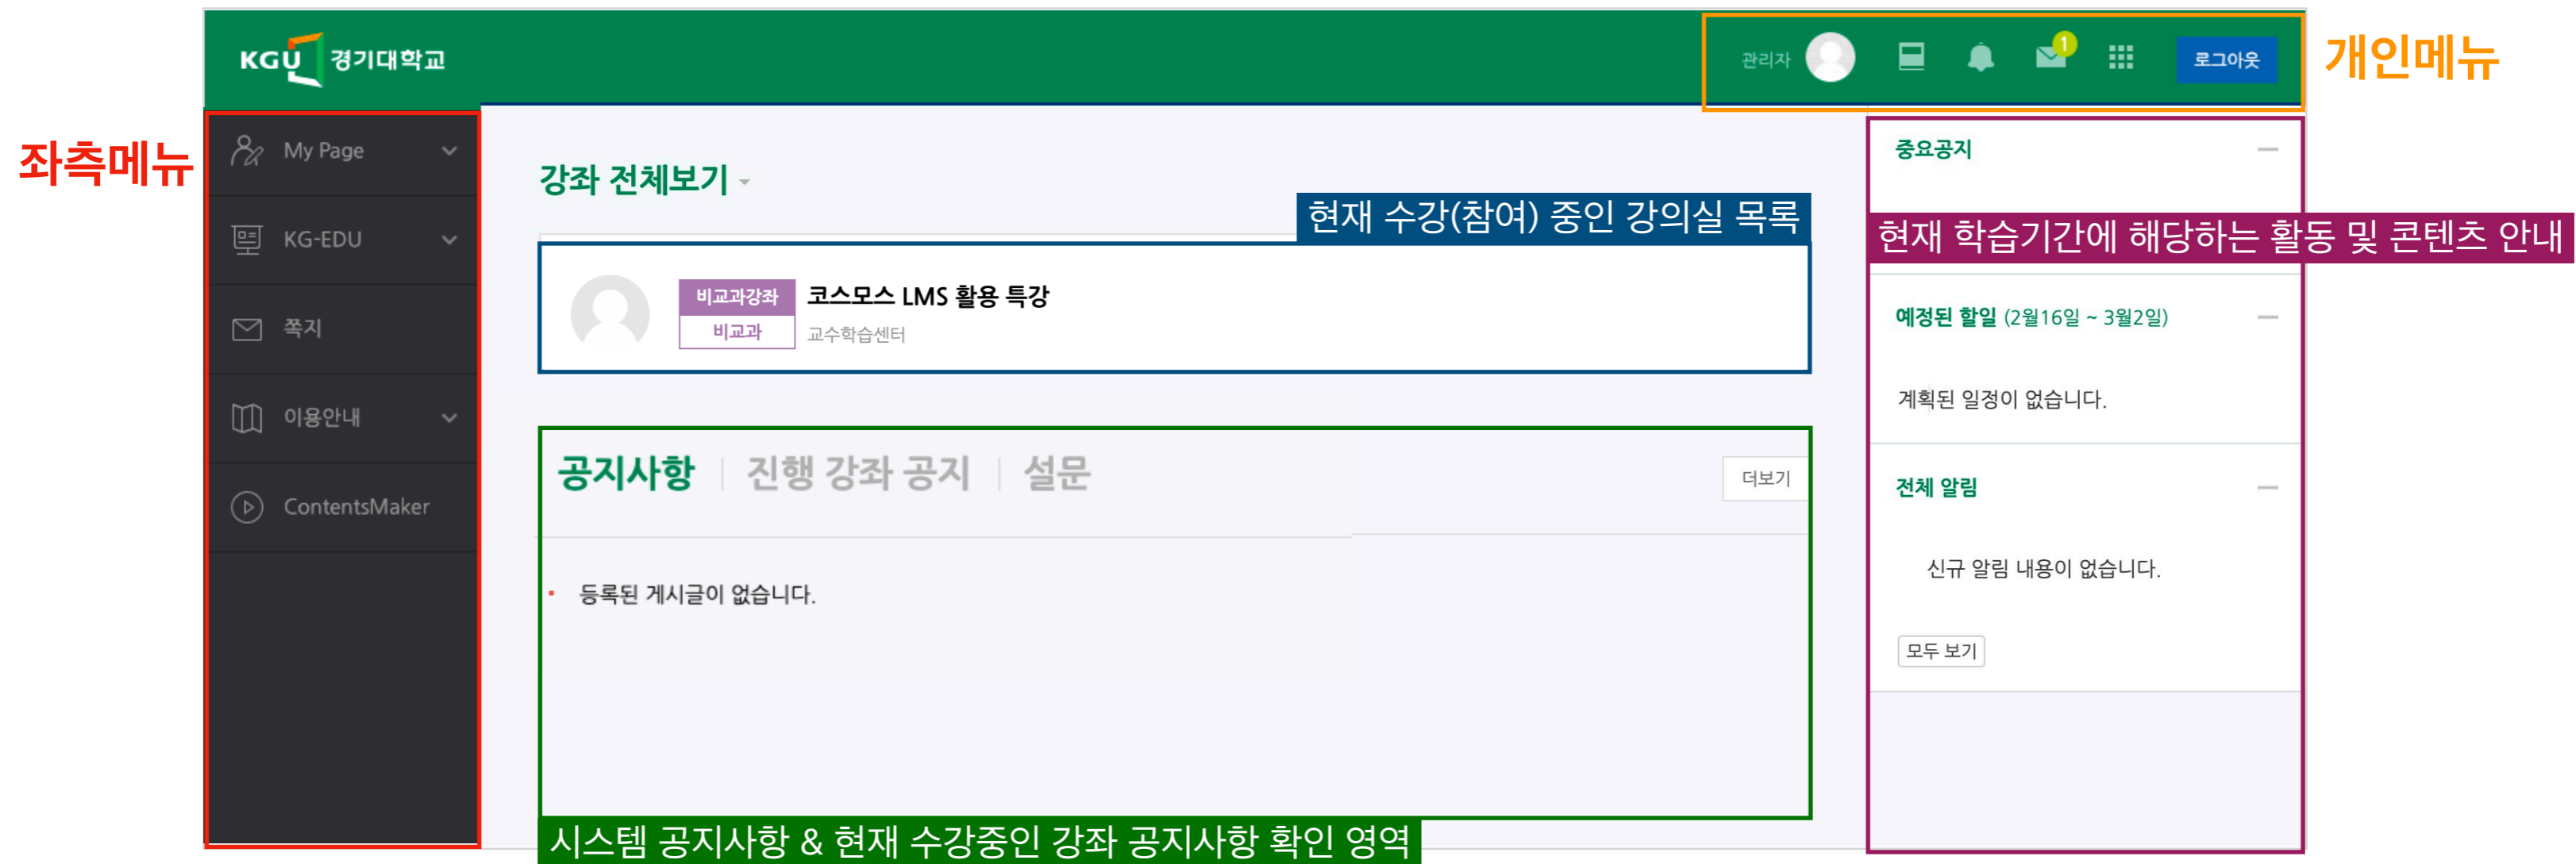 KGU 경기대학교
관리자
1
로그아웃
개인메뉴
좌측메뉴
My Page
KG-EDU
쪽지
이용안내
ContentsMaker
강좌 전체보기
현재 수강(참여) 중인 강의실 목록
비교과강좌
비교과
코스모스 LMS 활용 특강
교수학습센터
공지사항 진행 강좌 공지 설문
더보기
등록된 게시글이 없습니다.
시스템 공지사항 & 현재 수강중인 강좌 공지사항 확인 영역
중요공지
현재 학습기간에 해당하는 활동 및 콘텐츠 안내
예정된 할일 (2월16일 ~ 3월2일)
계획된 일정이 없습니다.
전체 알림
신규 알림 내용이 없습니다.
모두 보기